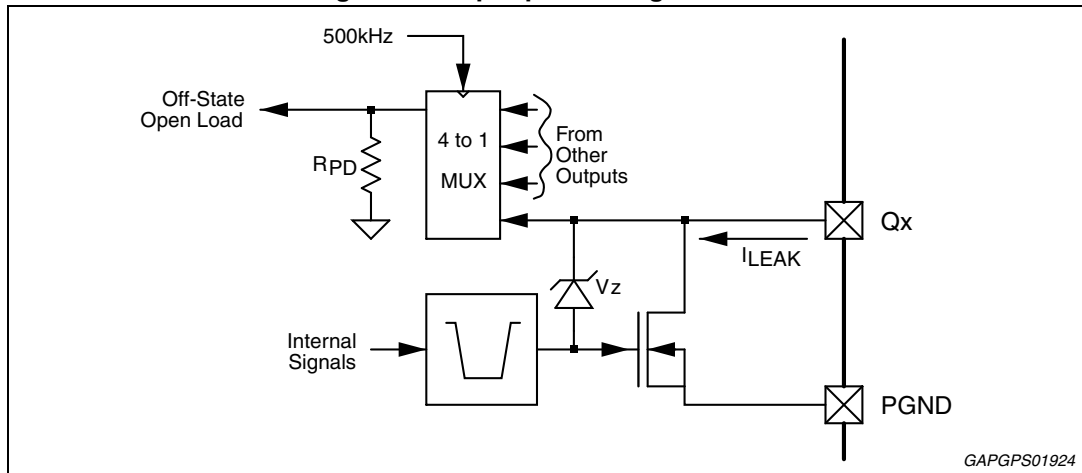 500kHz
Off-State
Open Load
RPD
4 to 1
MUX
From
Other
Outputs
Qx
ILEAK
Vz
Internal
Signals
PGND
GAPGPS01924